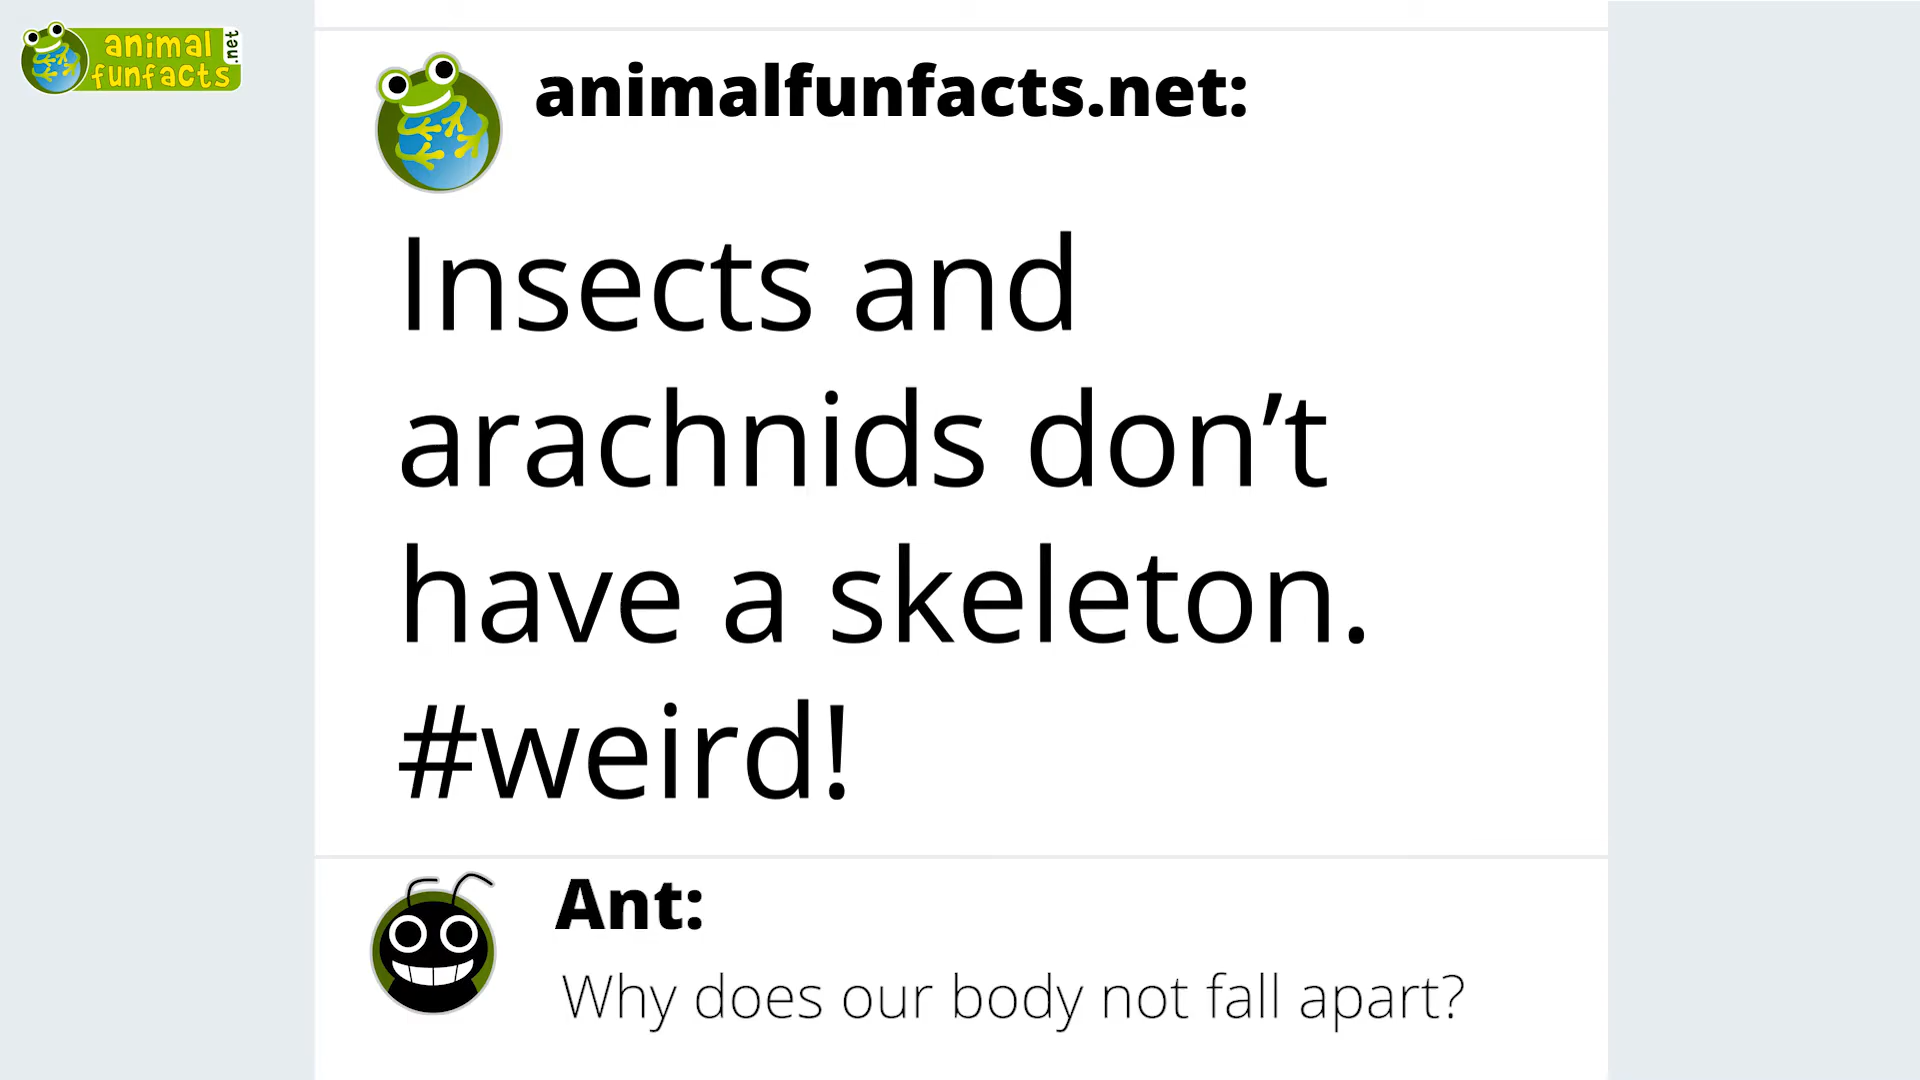 animal
funfacts
.net
animalfunfacts.net:
Insects and
arachnids don’t
have a skeleton.
#weird!
Ant:
Why does our body not fall apart?